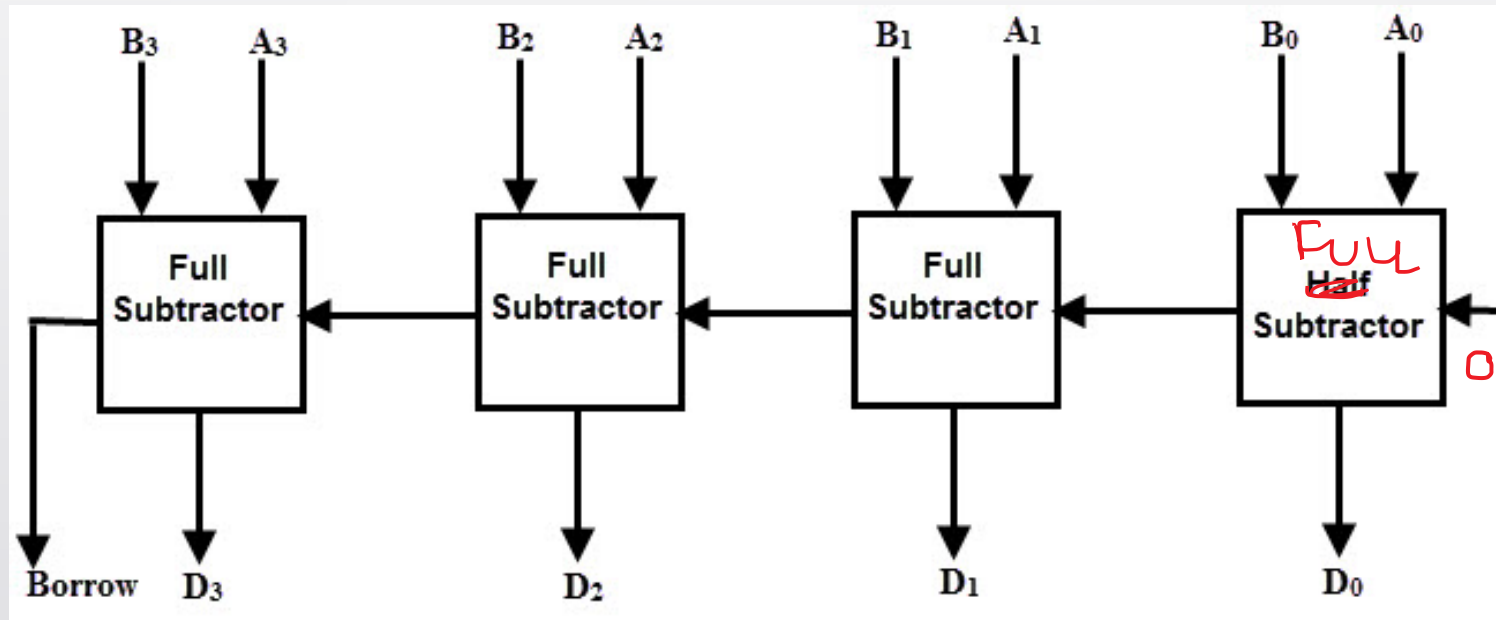 B3 A3 B2 A2 B1 A1 B0 A0
Full Subtractor
Full Subtractor
Full Subtractor
FULL
Half
Subtractor
0
Borrow D3 D2 D1 D0